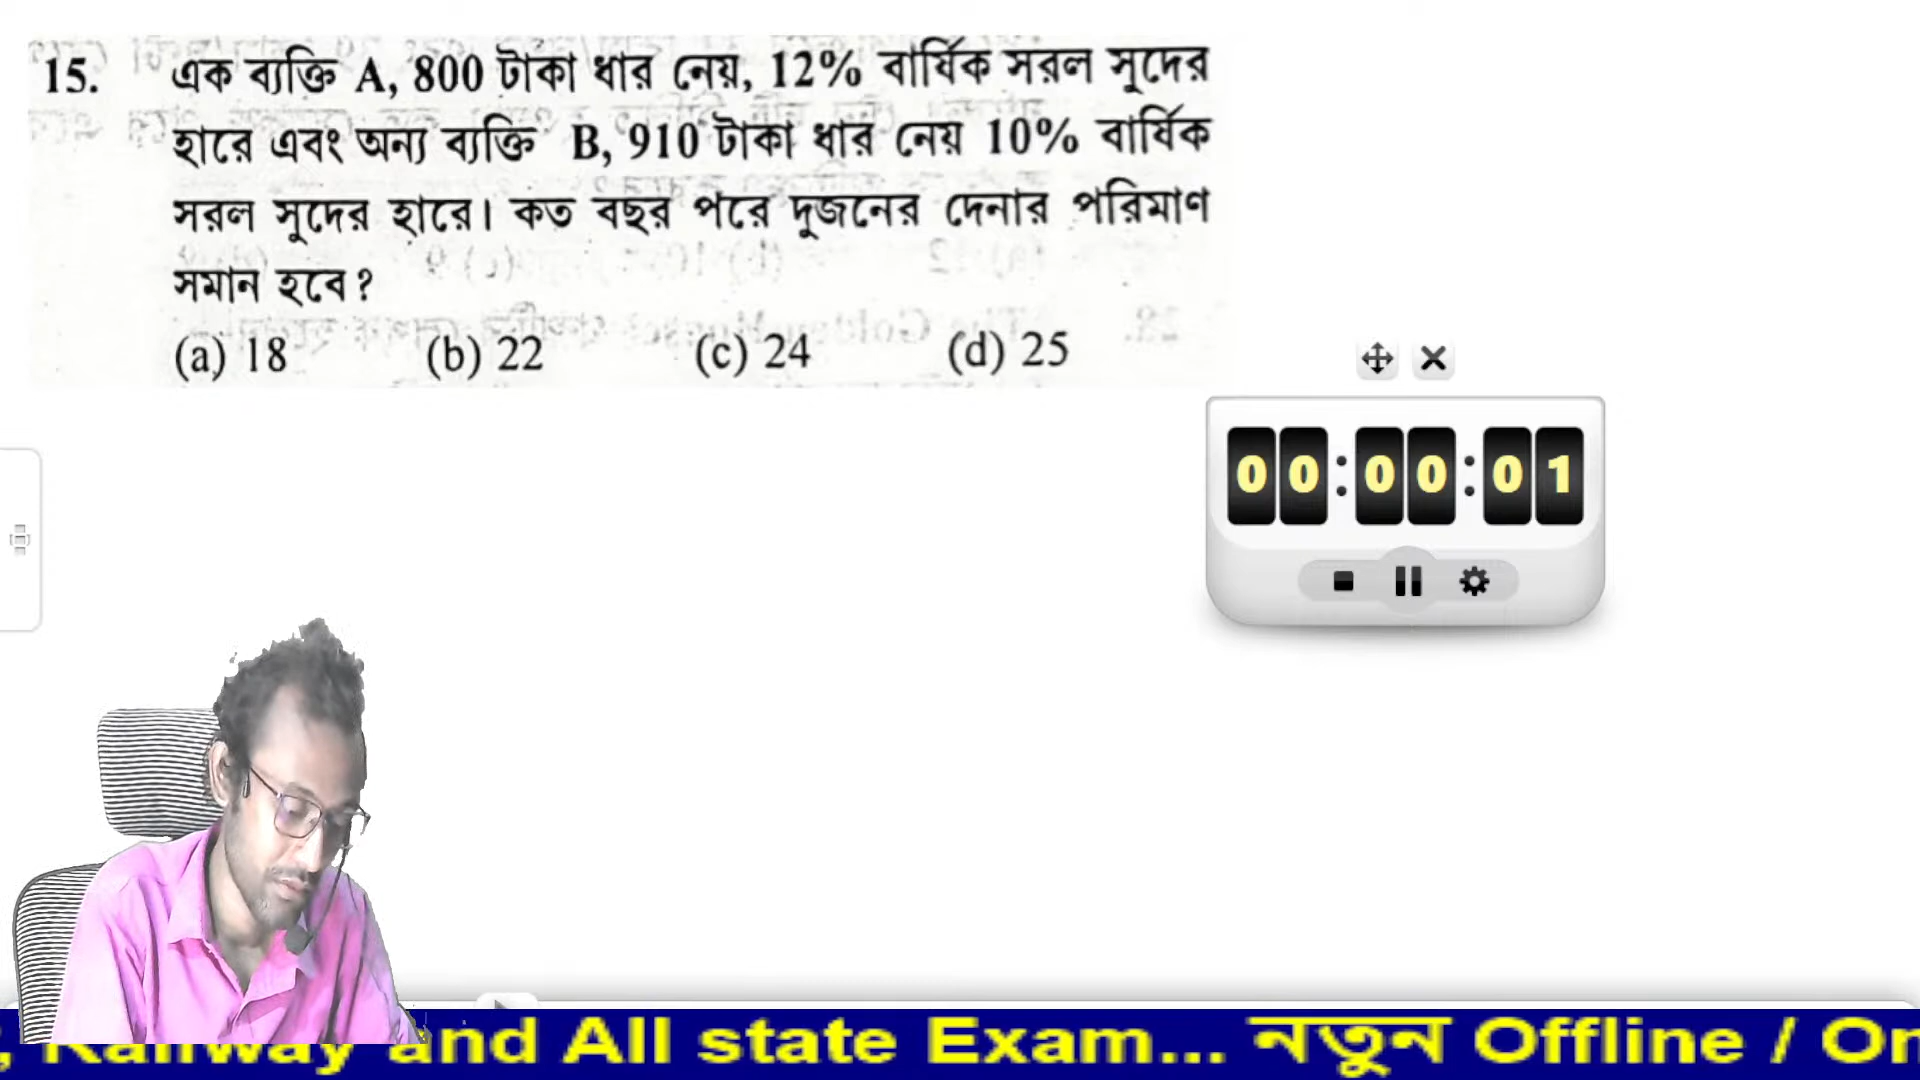 15. এক ব্যক্তি A, 800 টাকা ধার নেয়, 12% বার্ষিক সরল সুদের
হারে এবং অন্য ব্যক্তি B, 910 টাকা ধার নেয় 10% বার্ষিক
সরল সুদের হারে। কত বছর পরে দুজনের দেনার পরিমাণ
সমান হবে?
(a) 18 (b) 22 (c) 24 (d) 25
00:00:01
, Railway and All state Exam... নতুন Offline / On